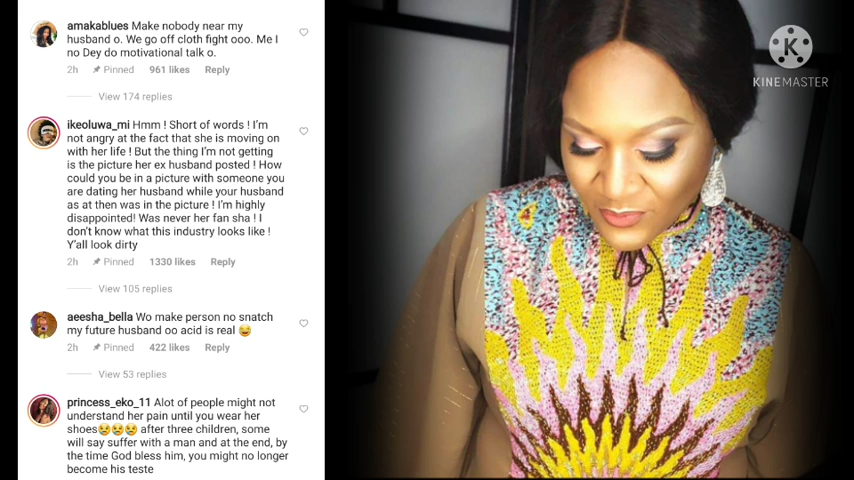 amakablues Make nobody near my
husband o. We go off cloth fight ooo. Me I
no Dey do motivational talk o.
2h Pinned 961 likes Reply
View 174 replies
ikeoluwa_mi Hmm ! Short of words ! I'm
not angry at the fact that she is moving on
with her life ! But the thing I'm not getting
is the picture her ex husband posted ! How
could you be in a picture with someone you
are dating her husband while your husband
as at then was in the picture ! I'm highly
disappointed! Was never her fan sha ! I
don't know what this industry looks like !
Y'all look dirty
2h Pinned 1330 likes Reply
View 105 replies
aeesha_bella Wo make person no snatch
my future husband oo acid is real 😅
2h Pinned 422 likes Reply
View 53 replies
princess_eko_11 Alot of people might not
understand her pain until you wear her
shoes😢😢😢 after three children, some
will say suffer with a man and at the end, by
the time God bless him, you might no longer
become his teste
K
KINEMASTER